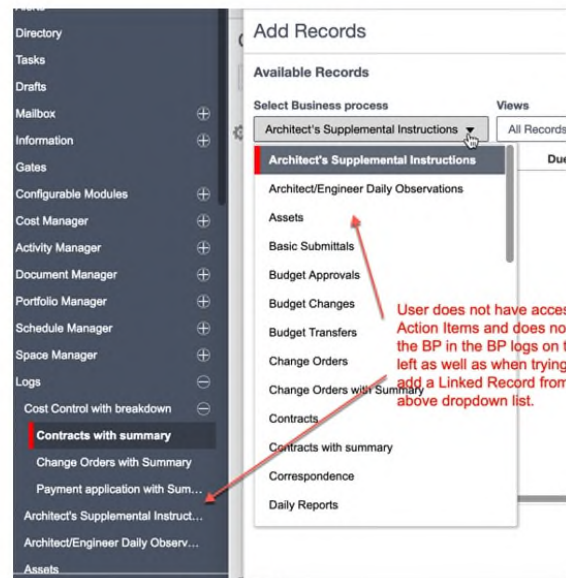 Directory
Tasks
Drafts
Mailbox
Information
Gates
Configurable Modules
Cost Manager
Activity Manager
Document Manager
Portfolio Manager
Schedule Manager
Space Manager
Logs
Cost Control with breakdown
Contracts with summary
Change Orders with Summary
Payment application with Sum...
Architect's Supplemental Instruct...
Architect/Engineer Daily Observ...
Assets
Add Records
Available Records
Select Business process
Views
Architect's Supplemental Instructions
All Records
Architect's Supplemental Instructions
Architect/Engineer Daily Observations
Assets
Basic Submittals
Budget Approvals
Budget Changes
Budget Transfers
Change Orders
Change Orders with Summary
Contracts
Contracts with summary
Correspondence
Daily Reports
User does not have
Action Items and does
the BP in the BP logs on
left as well as when trying
add a Linked Record
above dropdown list.